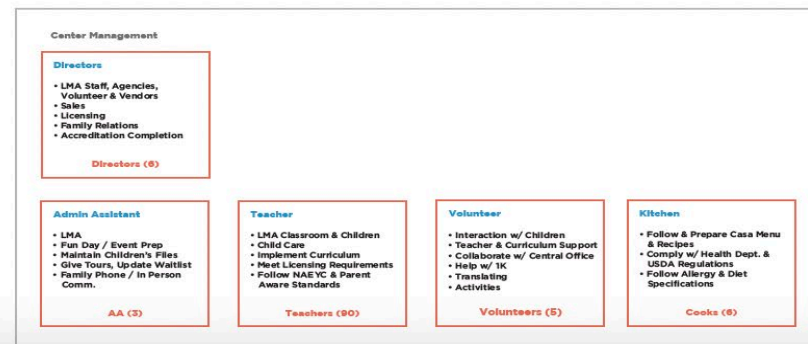 Center Management
Directors
• LMA Staff, Agencies,
Volunteer & Vendors
• Sales
• Licensing
• Family Relations
• Accreditation Completion
Directors (6)
Admin Assistant
• LMA
• Fun Day / Event Prep
• Maintain Children's Files
• Give Tours, Update Waitlist
• Family Phone / In Person
Comm.
AA (3)
Teacher
• LMA Classroom & Children
• Child Care
• Implement Curriculum
• Meet Licensing Requirements
• Follow NAEYC & Parent
Aware Standards
Teachers (90)
Volunteer
• Interaction w/ Children
• Teacher & Curriculum Support
• Collaborate w/ Central Office
• Help w/ 1K
• Translating
• Activities
Volunteers (5)
Kitchen
• Follow & Prepare Casa Menu
& Recipes
• Comply w/ Health Dept. &
USDA Regulations
• Follow Allergy & Diet
Specifications
Cooks (6)